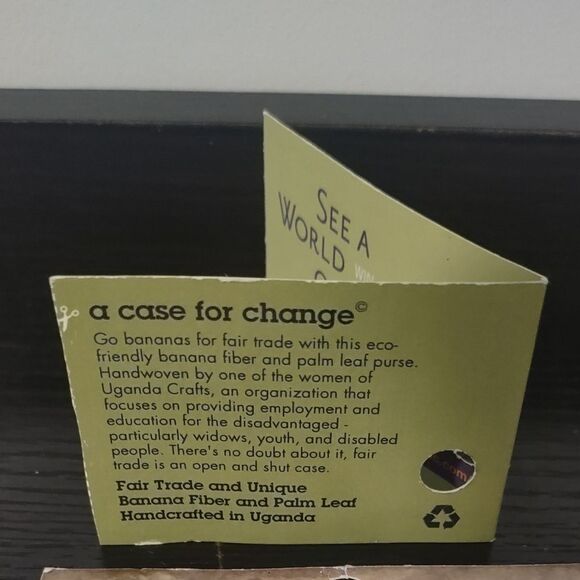 SEE A
WORLD
WIN
a case for change©
Go bananas for fair trade with this eco-
friendly banana fiber and palm leaf purse.
Handwoven by one of the women of
Uganda Crafts, an organization that
focuses on providing employment and
education for the disadvantaged -
particularly widows, youth, and disabled
people. There's no doubt about it, fair
trade is an open and shut case.
.com
Fair Trade and Unique
Banana Fiber and Palm Leaf
Handcrafted in Uganda